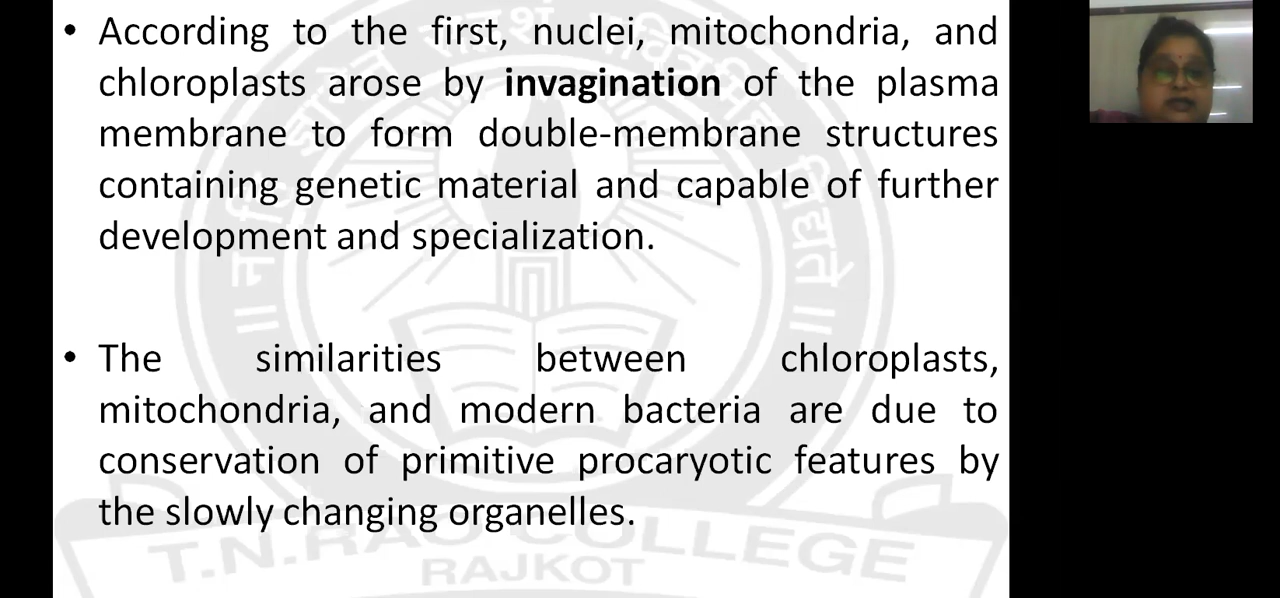 • According to the first, nuclei, mitochondria, and
chloroplasts arose by invagination of the plasma
membrane to form double-membrane structures
containing genetic material and capable of further
development and specialization.
• The similarities between chloroplasts,
mitochondria, and modern bacteria are due to
conservation of primitive procaryotic features by
the slowly changing organelles.
T.N.RAO COLLEGE
RAJKOT